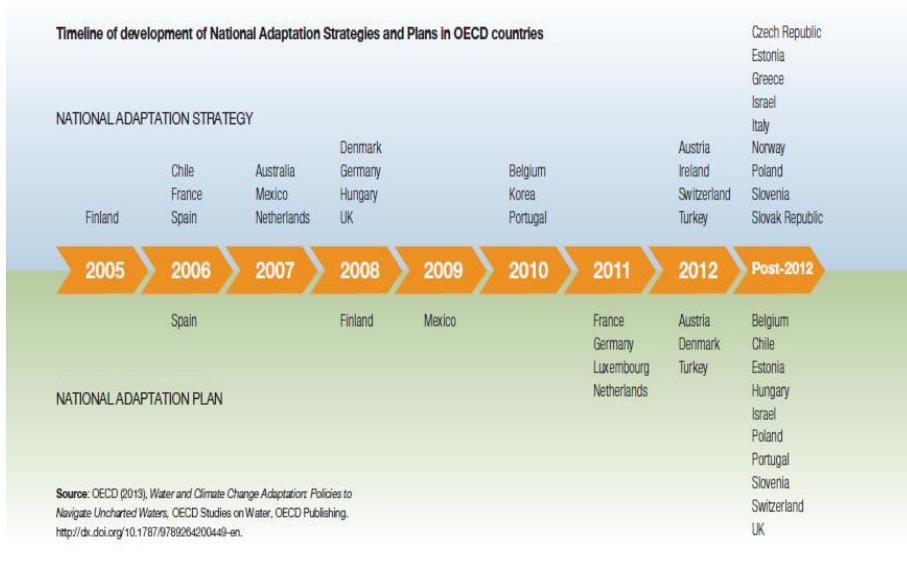 Timeline of development of National Adaptation Strategies and Plans in OECD countries
NATIONAL ADAPTATION STRATEGY
Finland
Chile
France
Spain
Australia
Mexico
Netherlands
Denmark
Germany
Hungary
UK
Belgium
Korea
Portugal
Austria
Ireland
Switzerland
Turkey
Czech Republic
Estonia
Greece
Israel
Italy
Norway
Poland
Slovenia
Slovak Republic
2005 2006 2007 2008 2009 2010 2011 2012 Post-2012
Spain
Finland
Mexico
France
Germany
Luxembourg
Netherlands
Austria
Denmark
Turkey
Belgium
Chile
Estonia
Hungary
Israel
Poland
Portugal
Slovenia
Switzerland
UK
NATIONAL ADAPTATION PLAN
Source: OECD (2013), Water and Climate Change Adaptation: Policies to
Navigate Uncharted Waters, OECD Studies on Water, OECD Publishing.
http://dx.doi.org/10.1787/9789264200449-en.